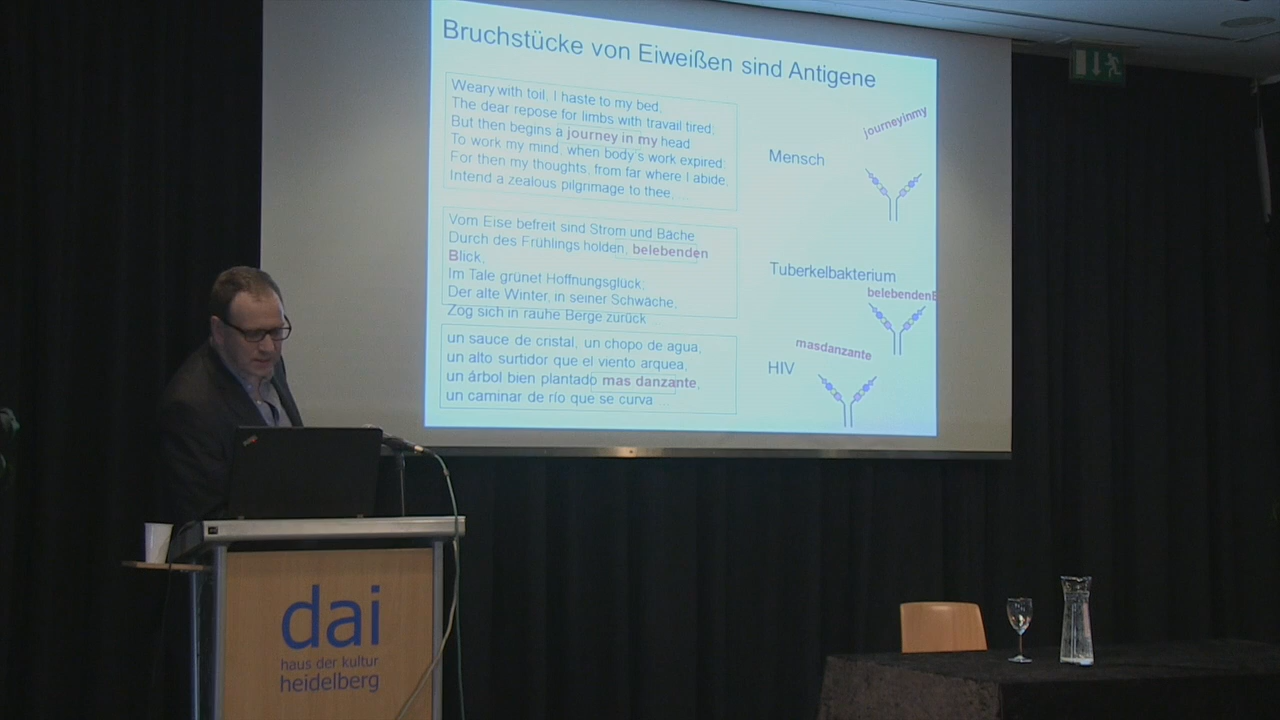 Bruchstücke von Eiweißen sind Antigene
Weary with toil, I haste to my bed,
The dear repose for limbs with travail tired;
But then begins a journey in my head
To work my mind, when body's work expired:
For then my thoughts, from far where I abide,
Intend a zealous pilgrimage to thee, ...
journeyinmy
Mensch
Vom Eise befreit sind Strom und Bäche
Durch des Frühlings holden, belebenden
Blick,
Im Tale grünet Hoffnungsglück;
Der alte Winter, in seiner Schwäche,
Zog sich in rauhe Berge zurück ...
Tuberkelbakterium
belebendenB
un sauce de cristal, un chopo de agua,
un alto surtidor que el viento arquea,
un árbol bien plantado mas danzante,
un caminar de río que se curva ...
masdanzante
HIV
dai
haus der kultur
heidelberg